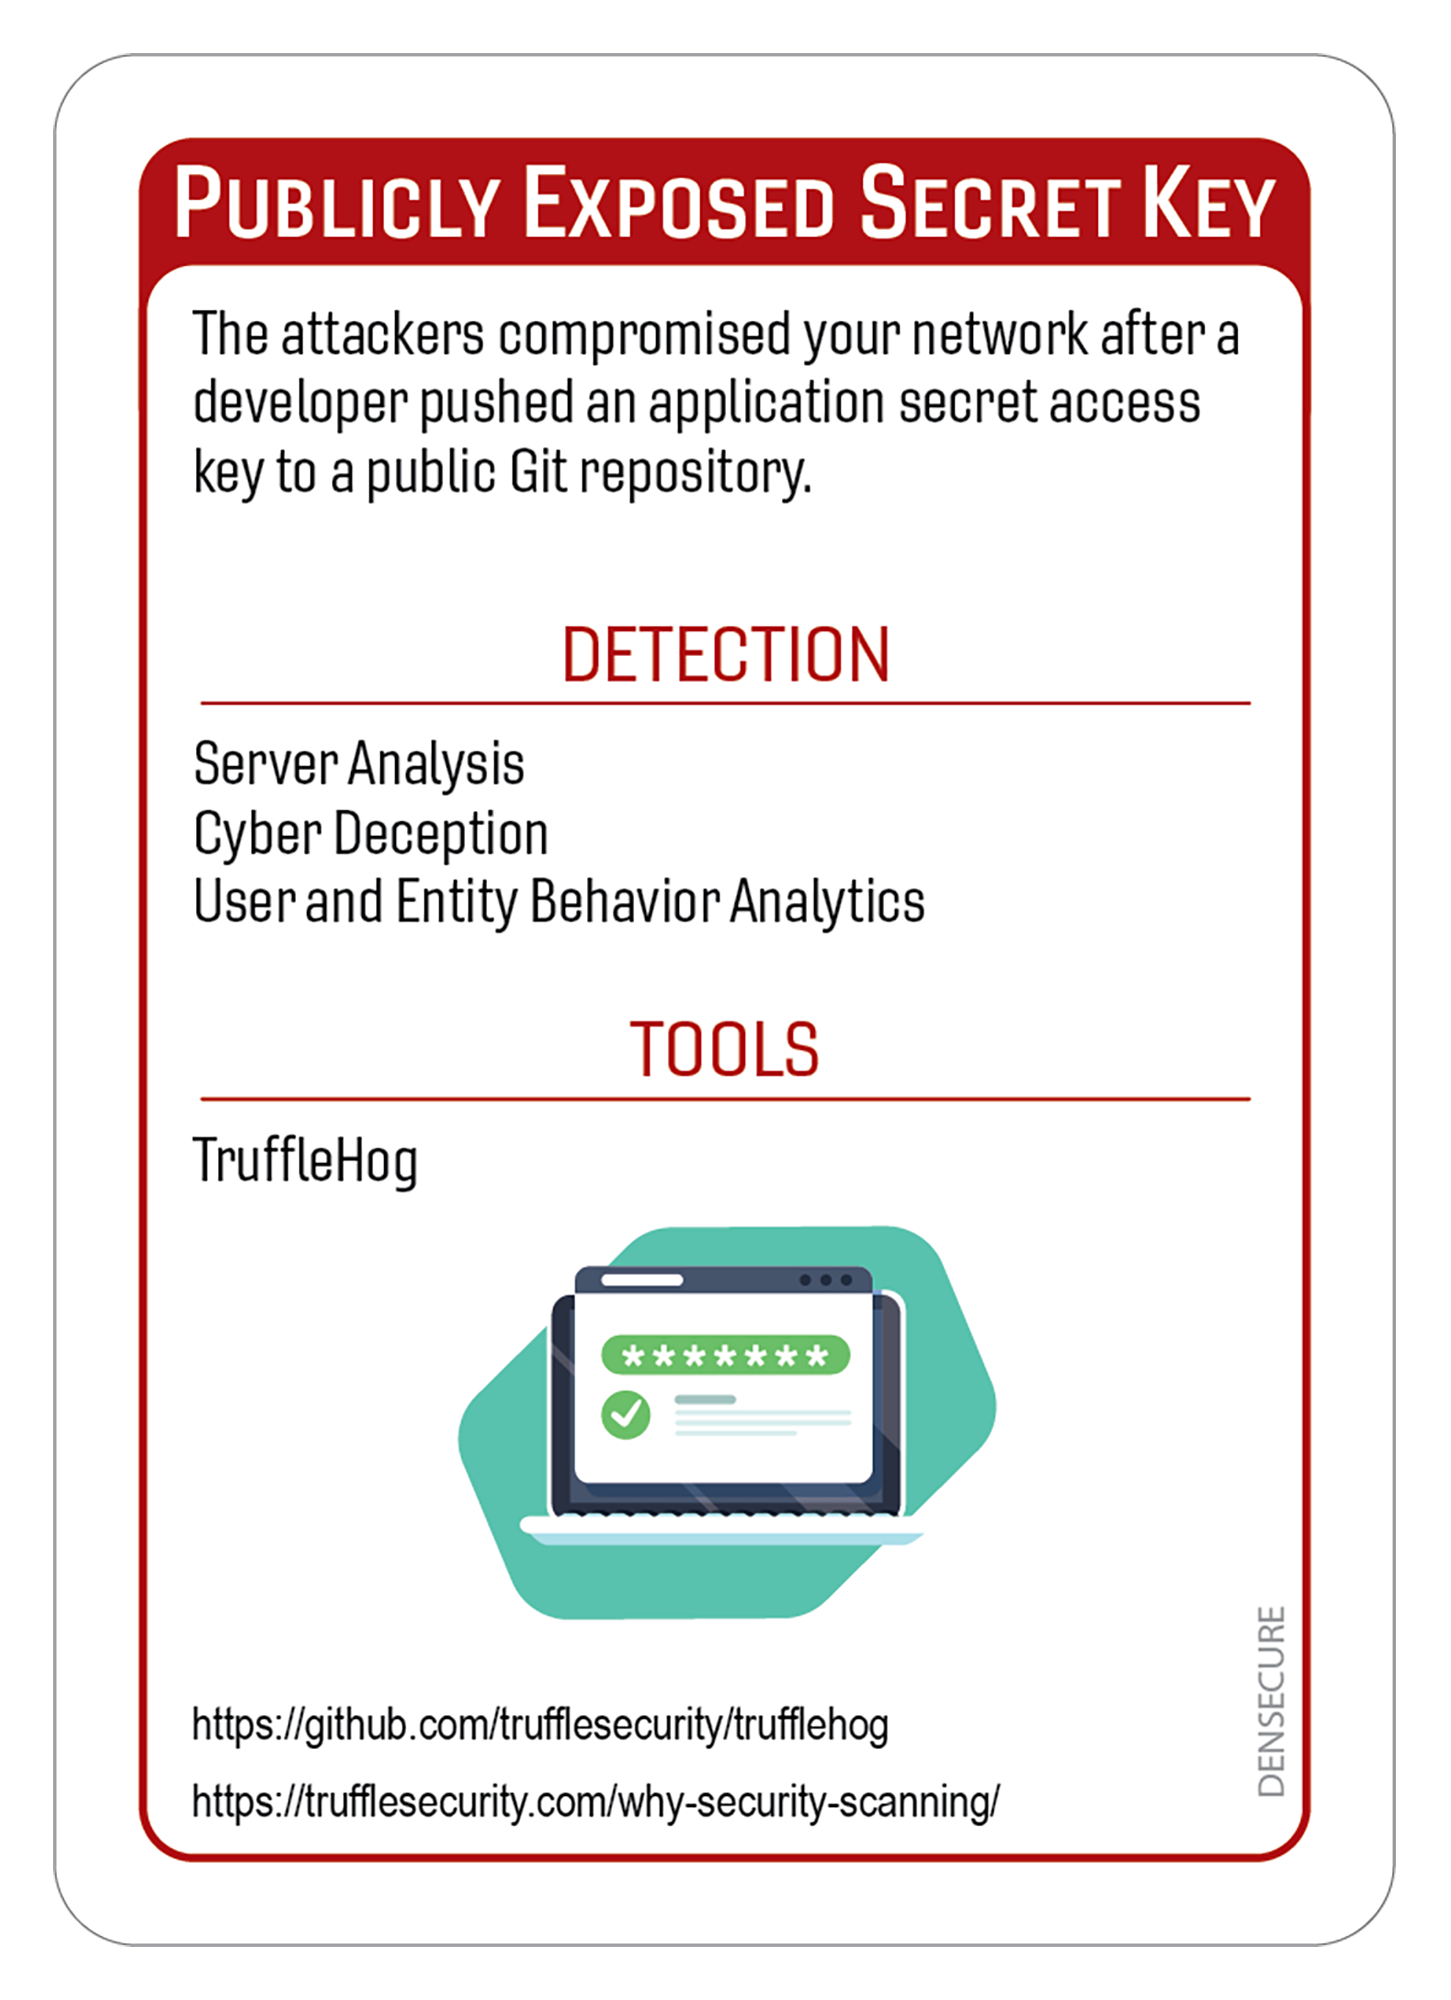 Publicly Exposed Secret Key
The attackers compromised your network after a
developer pushed an application secret access
key to a public Git repository.
DETECTION
Server Analysis
Cyber Deception
User and Entity Behavior Analytics
TOOLS
TruffleHog
*******
https://github.com/trufflesecurity/trufflehog
https://trufflesecurity.com/why-security-scanning/
DENSECURE